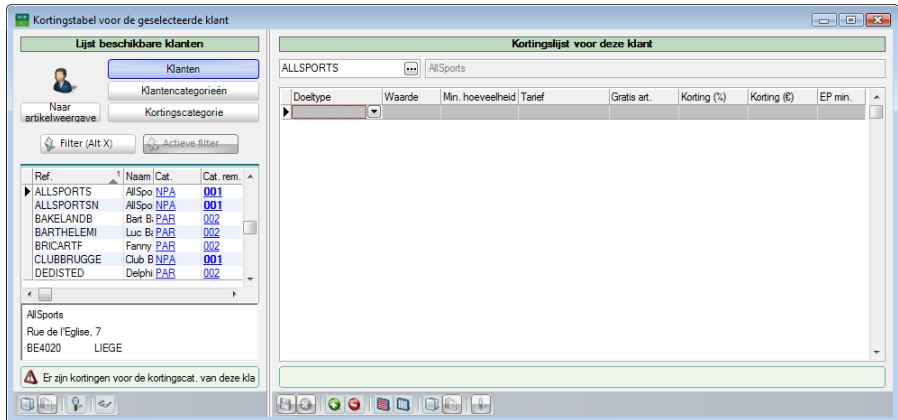 Kortingstabel voor de geselecteerde klant
Lijst beschikbare klanten
Klanten
Klantencategorieën
Naar artikelweergave
Kortingscategorie
Filter (Alt X)
Actieve filter
Ref. 1 Naam Cat. Cat. rem.
ALLSPORTS AllSpo NPA 001
ALLSPORTSN AllSpo NPA 001
BAKELANDB Bart Ba PAR 002
BARTHELEMI Luc Ba PAR 002
BRICARTF Fanny PAR 002
CLUBBRUGGE Club B NPA 001
DEDISTED Delphi PAR 002
AllSports
Rue de l'Eglise, 7
BE4020 LIEGE
Er zijn kortingen voor de kortingscat. van deze kla
Kortingslijst voor deze klant
ALLSPORTS ... AllSports
Doeltype Waarde Min. hoeveelheid Tarief Gratis art. Korting (%) Korting (€) EP min.